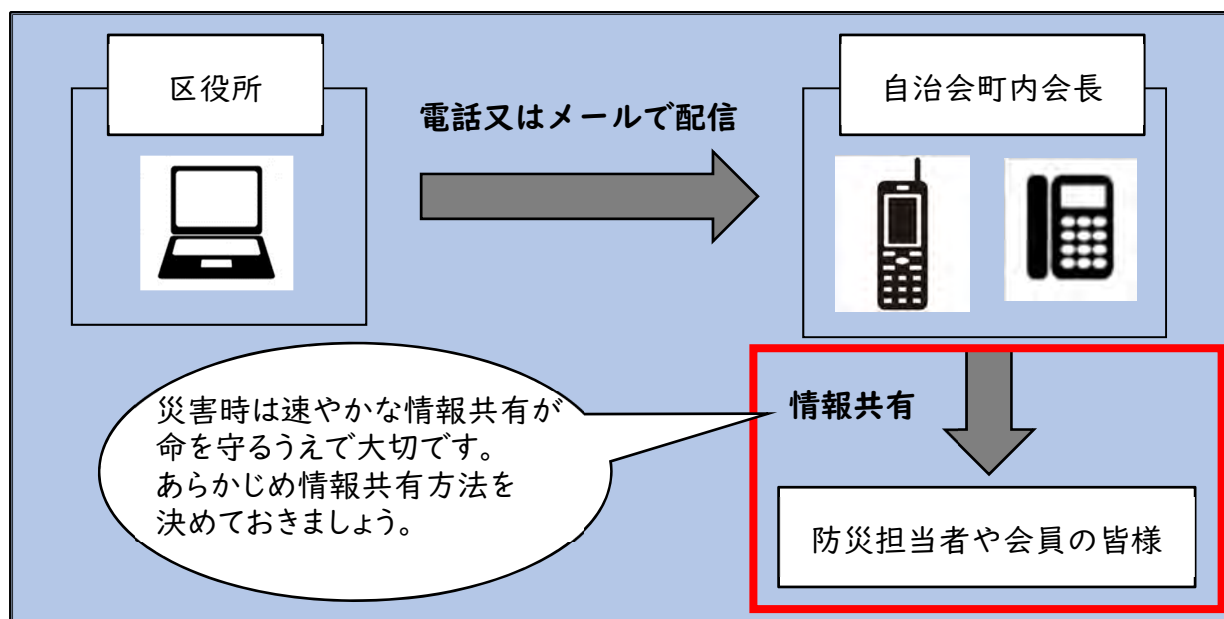 区役所
電話又はメールで配信
自治会町内会長
災害時は速やかな情報共有が
命を守るうえで大切です。
あらかじめ情報共有方法を
決めておきましょう。
情報共有
防災担当者や会員の皆様